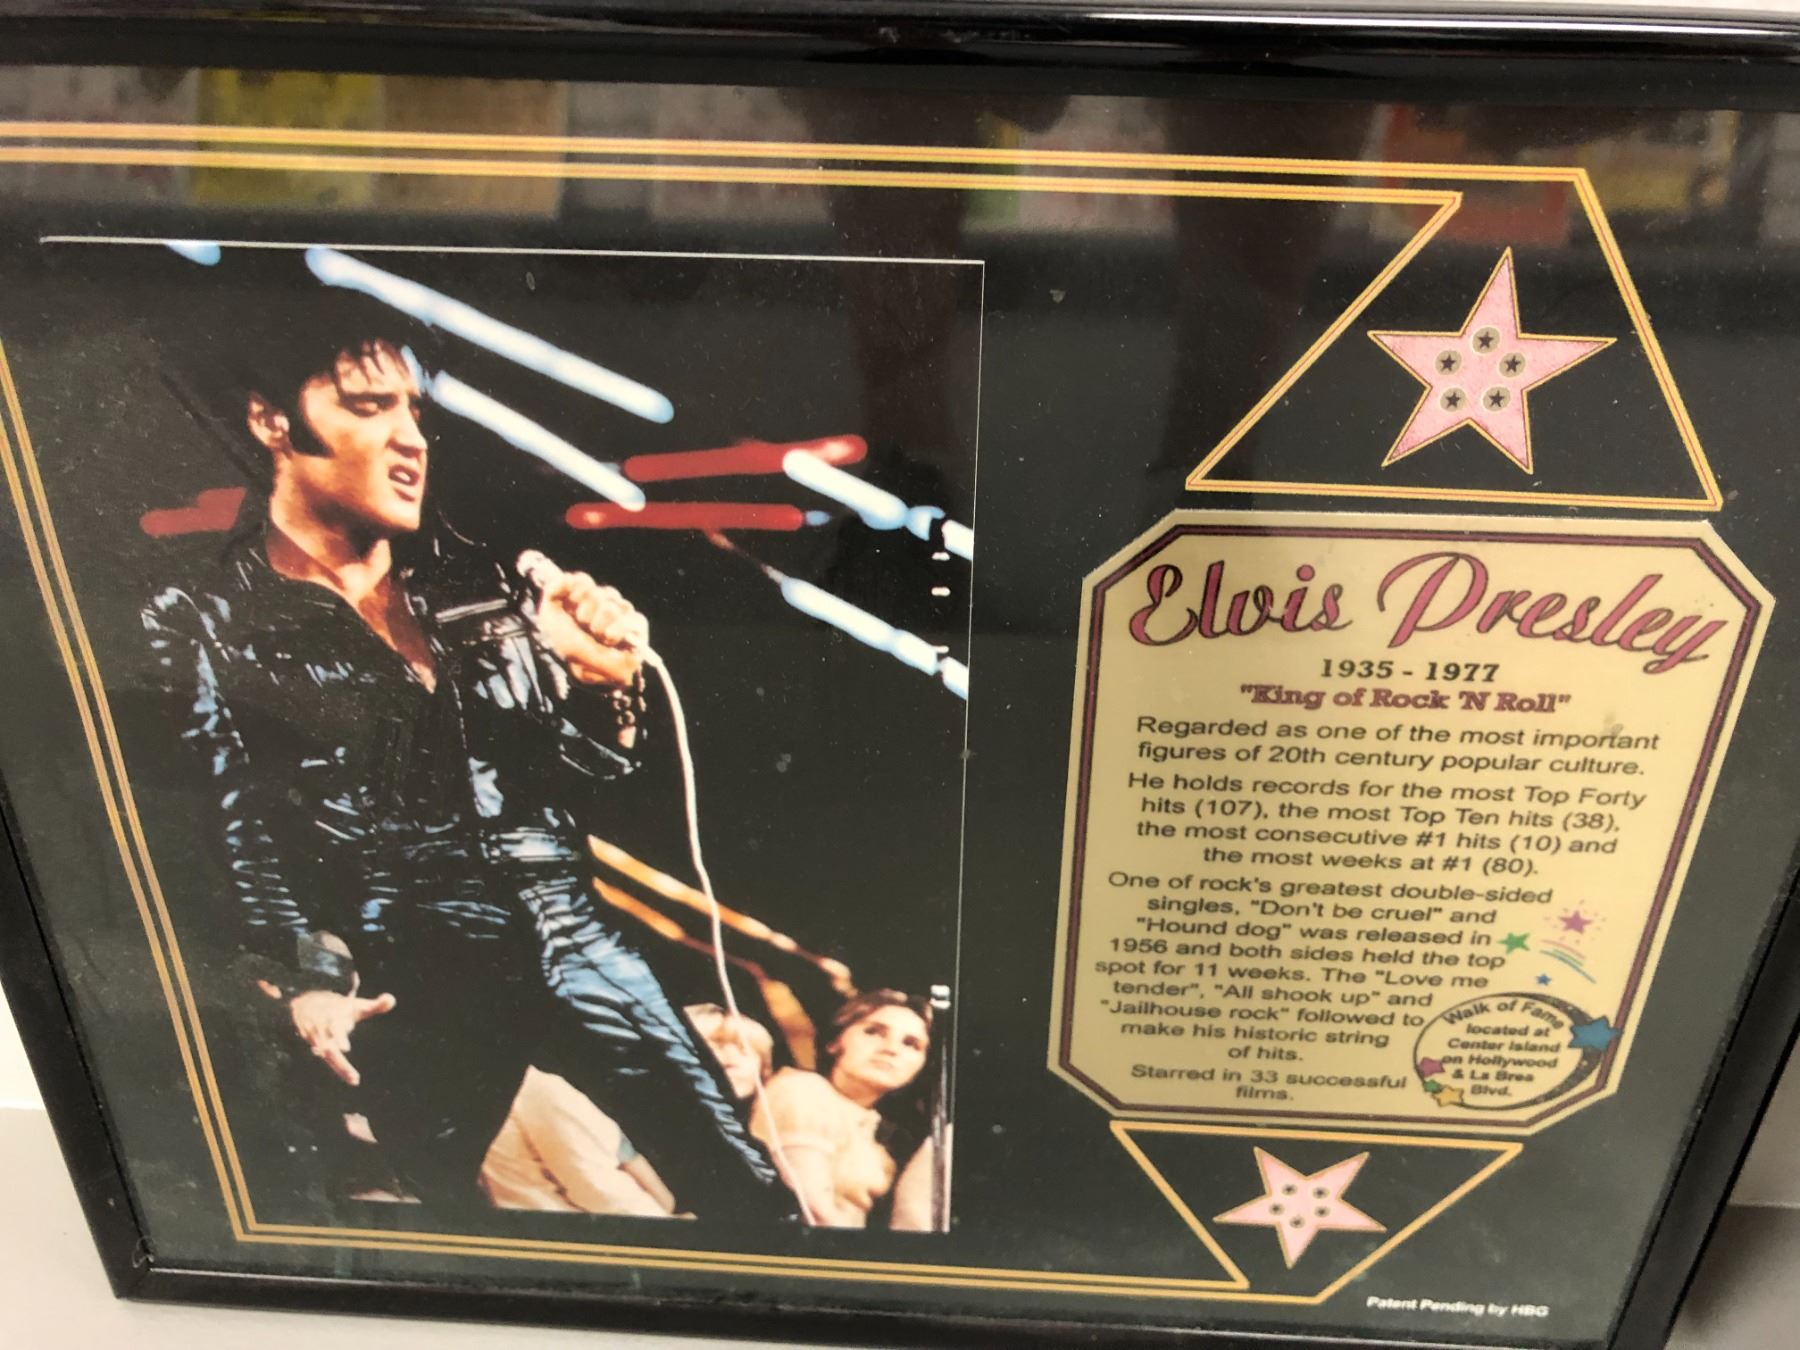 Elvis Presley
1935 - 1977
"King of Rock 'N Roll"
Regarded as one of the most important
figures of 20th century popular culture.
He holds records for the most Top Forty
hits (107), the most Top Ten hits (38),
the most consecutive #1 hits (10) and
the most weeks at #1 (80).
One of rock's greatest double-sided
singles, "Don't be cruel" and
"Hound dog" was released in
1956 and both sides held the top
spot for 11 weeks. The "Love me
tender", "All shook up" and
"Jailhouse rock" followed to
make his historic string
of hits.
Starred in 33 successful
films.
Walk of Fame
located at
Center Island
on Hollywood
& La Brea
Blvd.
Patent Pending by HBG